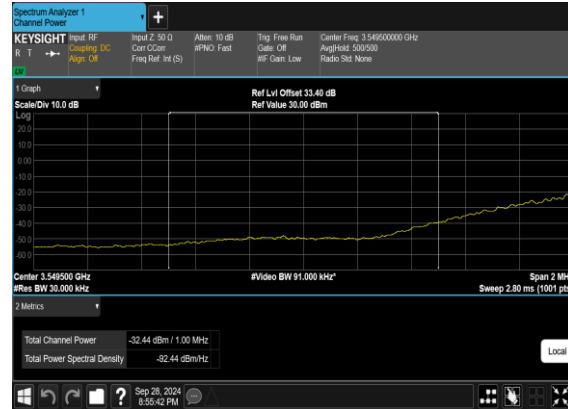 Spectrum Analyzer 1
Channel Power
+
KEYSIGHT Input: RF Input Z: 50 Ω Atten: 10 dB Trig: Free Run Center Freq: 3.549500000 GHz
R T Coupling: DC Corr CCorr #PNO: Fast Gate: Off Avg|Hold: 500/500
Align: Off Freq Ref: Int (S) #IF Gain: Low Radio Std: None
1 Graph
Scale/Div 10.0 dB
Ref Lvl Offset 33.40 dB
Ref Value 30.00 dBm
Log
20.0
10.0
0.00
-10.0
-20.0
-30.0
-40.0
-50.0
-60.0
Center 3.549500 GHz #Video BW 91.000 kHz* Span 2 MH
#Res BW 30.000 kHz Sweep 2.80 ms (1001 pts
2 Metrics
Total Channel Power -32.44 dBm / 1.00 MHz
Total Power Spectral Density -92.44 dBm/Hz
Local
? Sep 28, 2024
8:55:42 PM